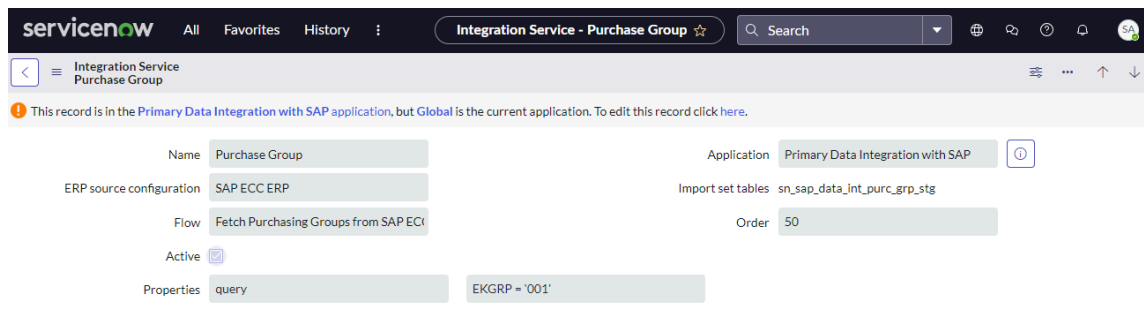 servicenow All Favorites History Integration Service - Purchase Group Search SA
Integration Service
Purchase Group
This record is in the Primary Data Integration with SAP application, but Global is the current application. To edit this record click here.
Name Purchase Group Application Primary Data Integration with SAP
ERP source configuration SAP ECC ERP Import set tables sn_sap_data_int_purc_grp_stg
Flow Fetch Purchasing Groups from SAP EC Order 50
Active
Properties query EKGRP = '001'